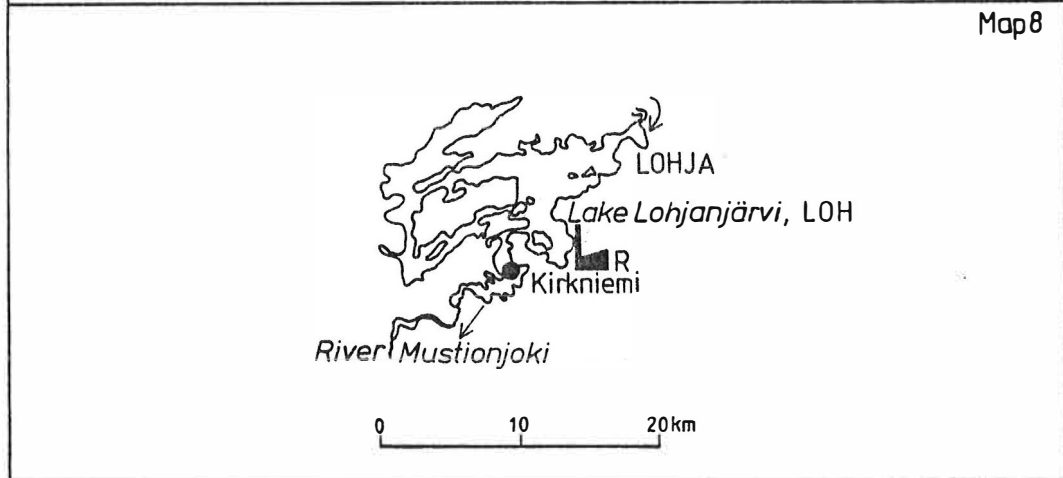 Map 8
LOHJA
Lake Lohjanjärvi, LOH
R
Kirkniemi
River Mustionjoki
0 10 20 km